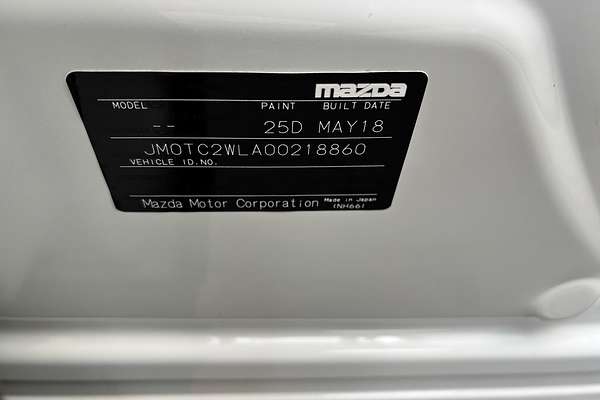 mazda
MODEL PAINT BUILT DATE
-- 25D MAY18
JM0TC2WLA00218860
VEHICLE ID.NO.
Mazda Motor Corporation Made in Japan
(NH66)